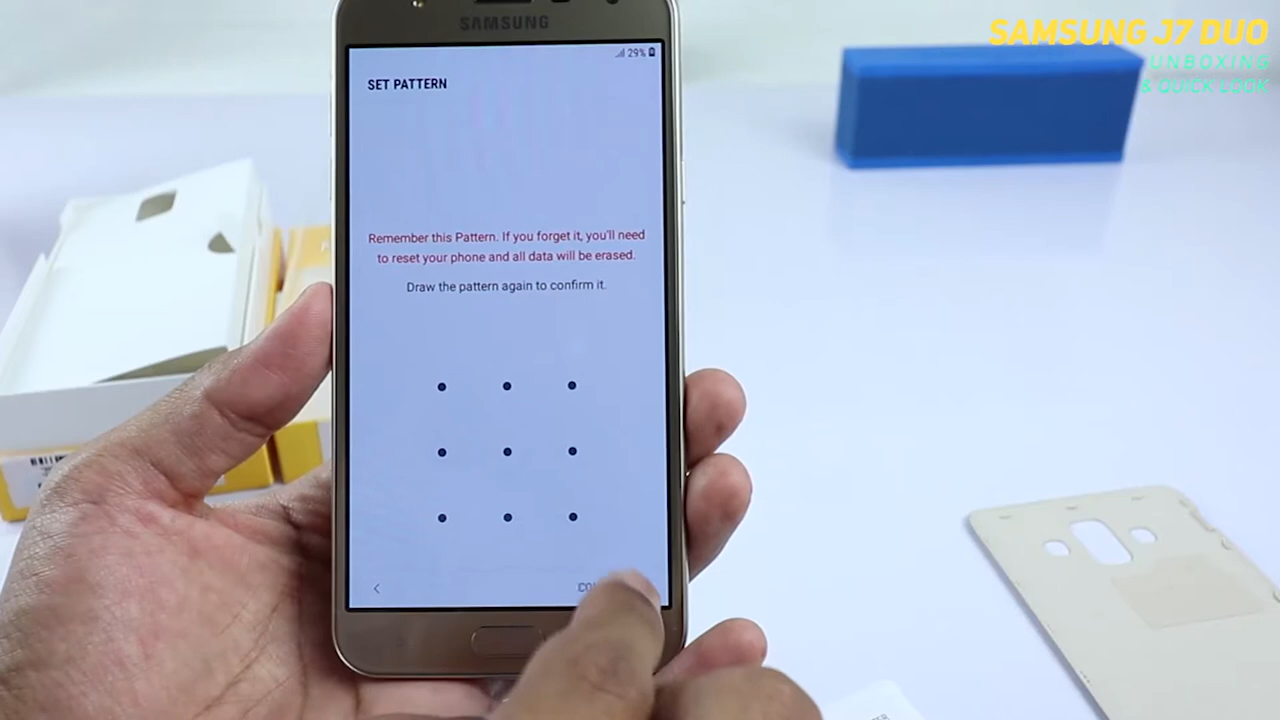 SAMSUNG J7 DUO
UNBOXING
& QUICK LOOK
SAMSUNG
29%
SET PATTERN
Remember this Pattern. If you forget it, you'll need
to reset your phone and all data will be erased.
Draw the pattern again to confirm it.